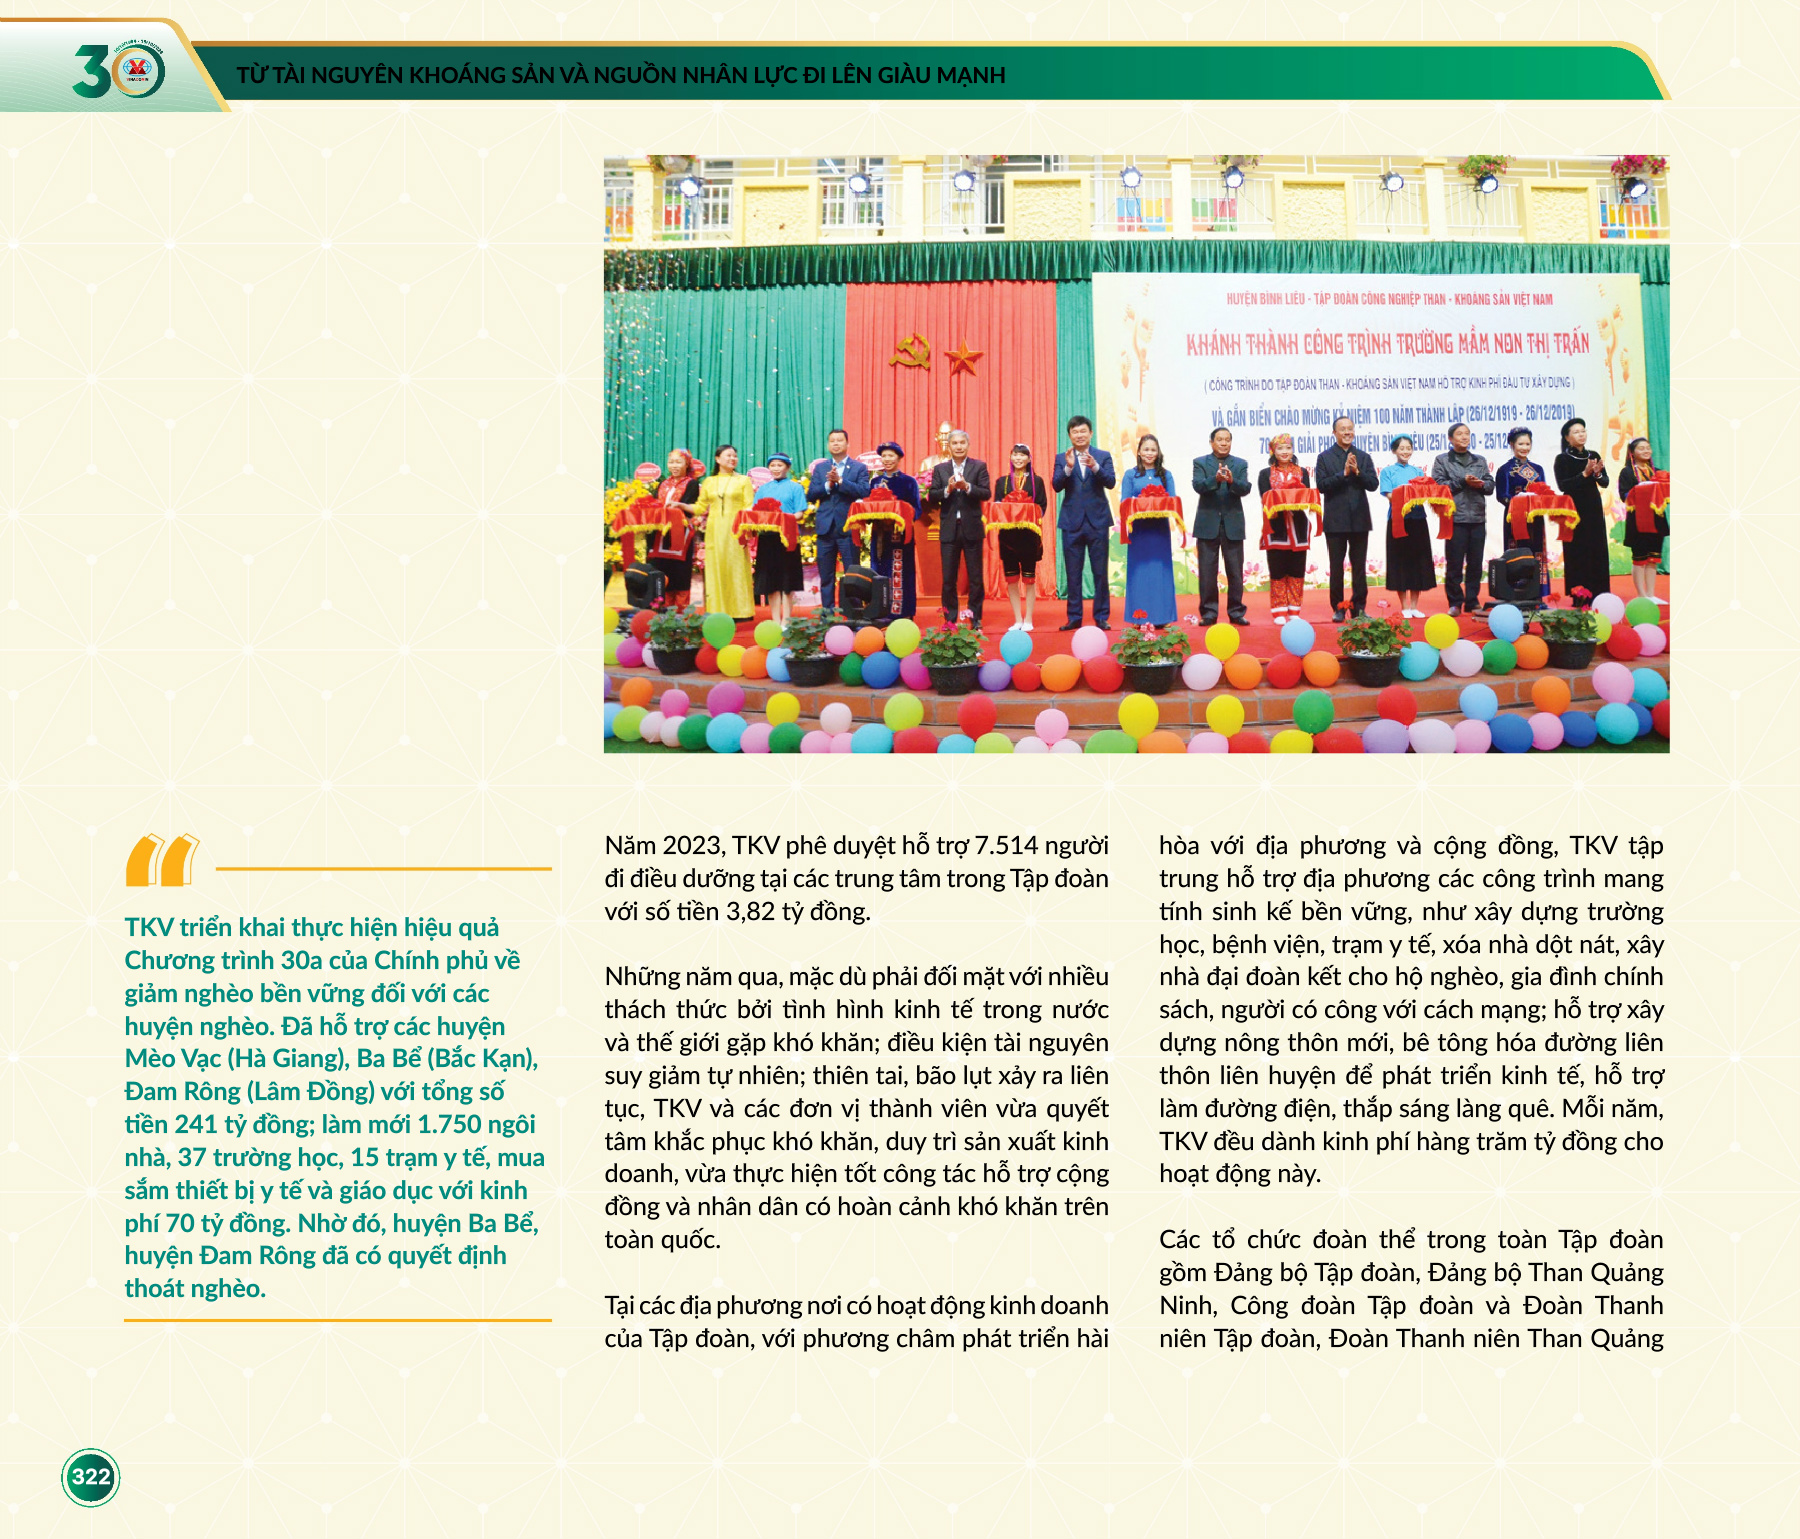 30
VINACOMIN
TỪ TÀI NGUYÊN KHOÁNG SẢN VÀ NGUỒN NHÂN LỰC ĐI LÊN GIÀU MẠNH
HUYỆN BÌNH LIÊU - TẬP ĐOÀN CÔNG NGHIỆP THAN - KHOÁNG SẢN VIỆT NAM
KHÁNH THÀNH CÔNG TRÌNH TRƯỜNG MẦM NON THỊ TRẤN
( CÔNG TRÌNH DO TẬP ĐOÀN THAN - KHOÁNG SẢN VIỆT NAM HỖ TRỢ KINH PHÍ ĐẦU TƯ XÂY DỰNG )
VÀ GẮN BIỂN CHÀO MỪNG KỶ NIỆM 100 NĂM THÀNH LẬP (26/12/1919 - 26/12/2019)
70 GIẢI HUYỆN - 25/12
TKV triển khai thực hiện hiệu quả
Chương trình 30a của Chính phủ về
giảm nghèo bền vững đối với các
huyện nghèo. Đã hỗ trợ các huyện
Mèo Vạc (Hà Giang), Ba Bể (Bắc Kạn),
Đam Rông (Lâm Đồng) với tổng số
tiền 241 tỷ đồng; làm mới 1.750 ngôi
nhà, 37 trường học, 15 trạm y tế, mua
sắm thiết bị y tế và giáo dục với kinh
phí 70 tỷ đồng. Nhờ đó, huyện Ba Bể,
huyện Đam Rông đã có quyết định
thoát nghèo.
Năm 2023, TKV phê duyệt hỗ trợ 7.514 người
đi điều dưỡng tại các trung tâm trong Tập đoàn
với số tiền 3,82 tỷ đồng.
Những năm qua, mặc dù phải đối mặt với nhiều
thách thức bởi tình hình kinh tế trong nước
và thế giới gặp khó khăn; điều kiện tài nguyên
suy giảm tự nhiên; thiên tai, bão lụt xảy ra liên
tục, TKV và các đơn vị thành viên vừa quyết
tâm khắc phục khó khăn, duy trì sản xuất kinh
doanh, vừa thực hiện tốt công tác hỗ trợ cộng
đồng và nhân dân có hoàn cảnh khó khăn trên
toàn quốc.
Tại các địa phương nơi có hoạt động kinh doanh
của Tập đoàn, với phương châm phát triển hài
hòa với địa phương và cộng đồng, TKV tập
trung hỗ trợ địa phương các công trình mang
tính sinh kế bền vững, như xây dựng trường
học, bệnh viện, trạm y tế, xóa nhà dột nát, xây
nhà đại đoàn kết cho hộ nghèo, gia đình chính
sách, người có công với cách mạng; hỗ trợ xây
dựng nông thôn mới, bê tông hóa đường liên
thôn liên huyện để phát triển kinh tế, hỗ trợ
làm đường điện, thắp sáng làng quê. Mỗi năm,
TKV đều dành kinh phí hàng trăm tỷ đồng cho
hoạt động này.
Các tổ chức đoàn thể trong toàn Tập đoàn
gồm Đảng bộ Tập đoàn, Đảng bộ Than Quảng
Ninh, Công đoàn Tập đoàn và Đoàn Thanh
niên Tập đoàn, Đoàn Thanh niên Than Quảng
322